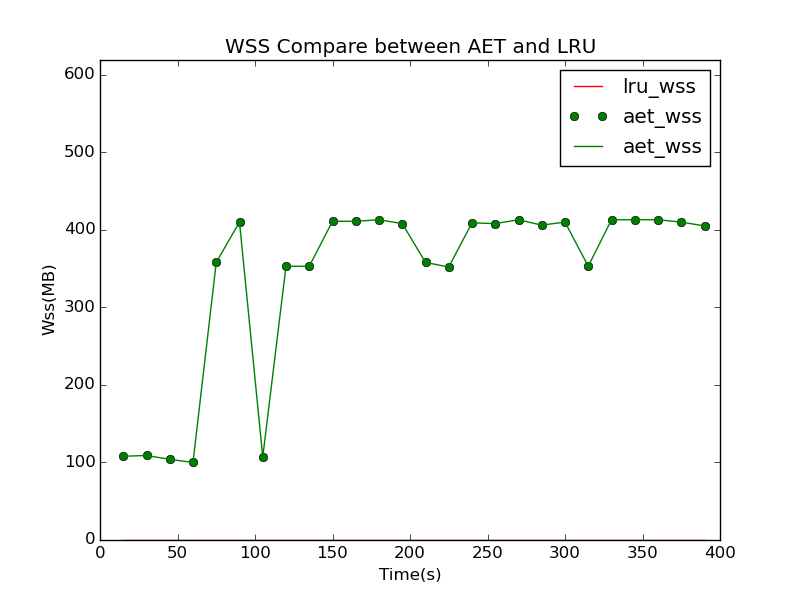 WSS Compare between AET and LRU
lru_wss
aet_wss
aet_wss
600
500
400
300
200
100
0
Wss(MB)
0 50 100 150 200 250 300 350 400
Time(s)